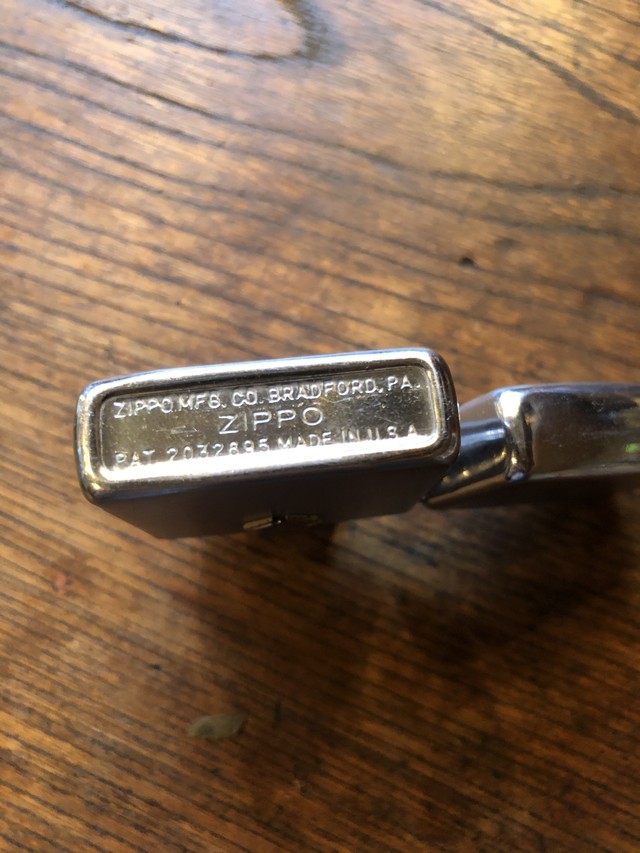 ZIPPO MFG. CO. BRADFORD, PA.
ZIPPO
PAT. 2032695 MADE IN U.S.A.